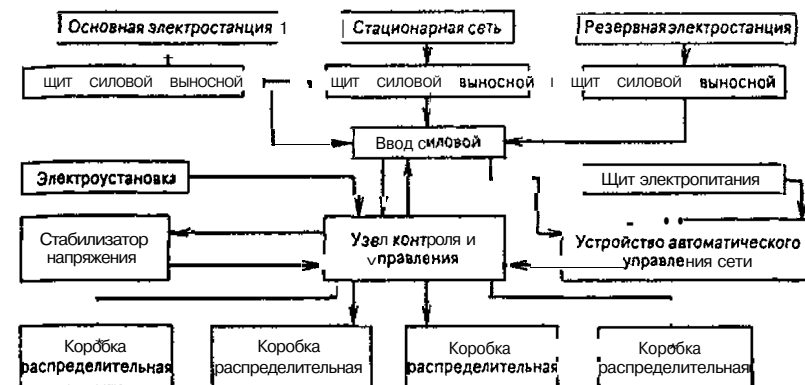 Основная электростанция 1
Стационарная сеть
Резервная электростанция
щит силовой выносной
щит силовой выносной
щит силовой выносной
Ввод силовой
Электроустановка
Щит электропитания
Стабилизатор
напряжения
Узел контроля и
управления
Устройство автоматического
управления сети
Коробка
распределительная
Коробка
распределительная
Коробка
распределительная
Коробка
распределительная